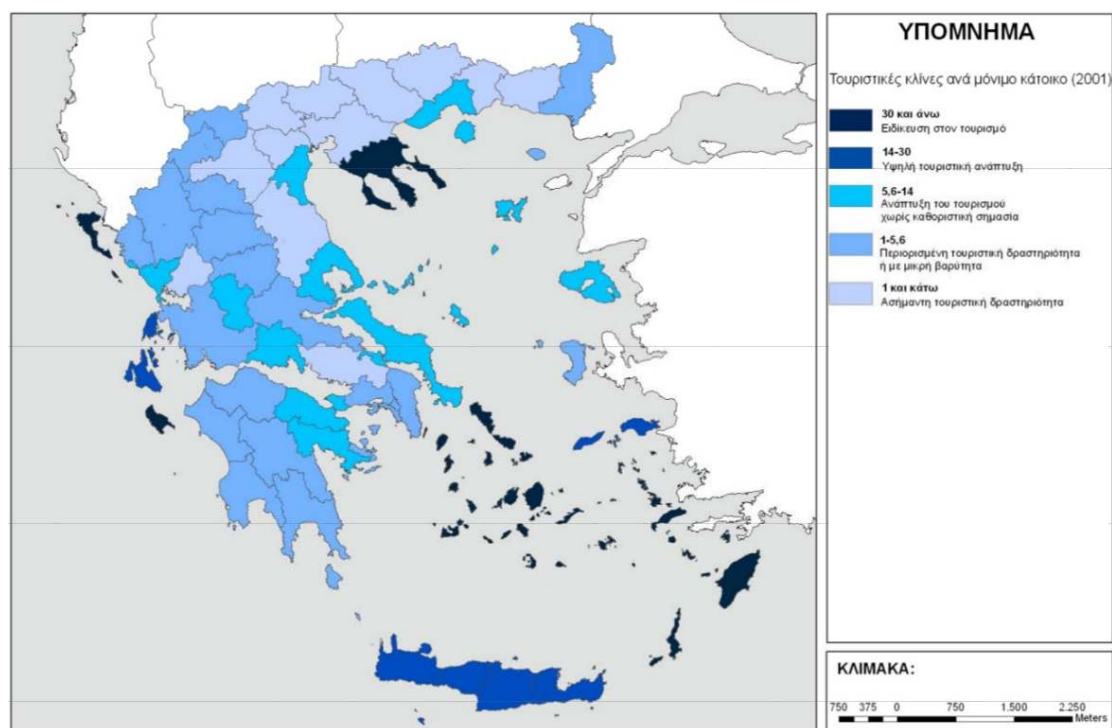 ΥΠΟΜΝΗΜΑ
Τουριστικές κλίνες ανά μόνιμο κάτοικο (2001)
30 και άνω
Ειδίκευση στον τουρισμό
14-30
Υψηλή τουριστική ανάπτυξη
5,6-14
Ανάπτυξη του τουρισμού
χωρίς καθοριστική σημασία
1-5,6
Περιορισμένη τουριστική δραστηριότητα
ή με μικρή βαρύτητα
1 και κάτω
Ασήμαντη τουριστική δραστηριότητα
ΚΛΙΜΑΚΑ:
750 375 0 750 1.500 2.250
Meters